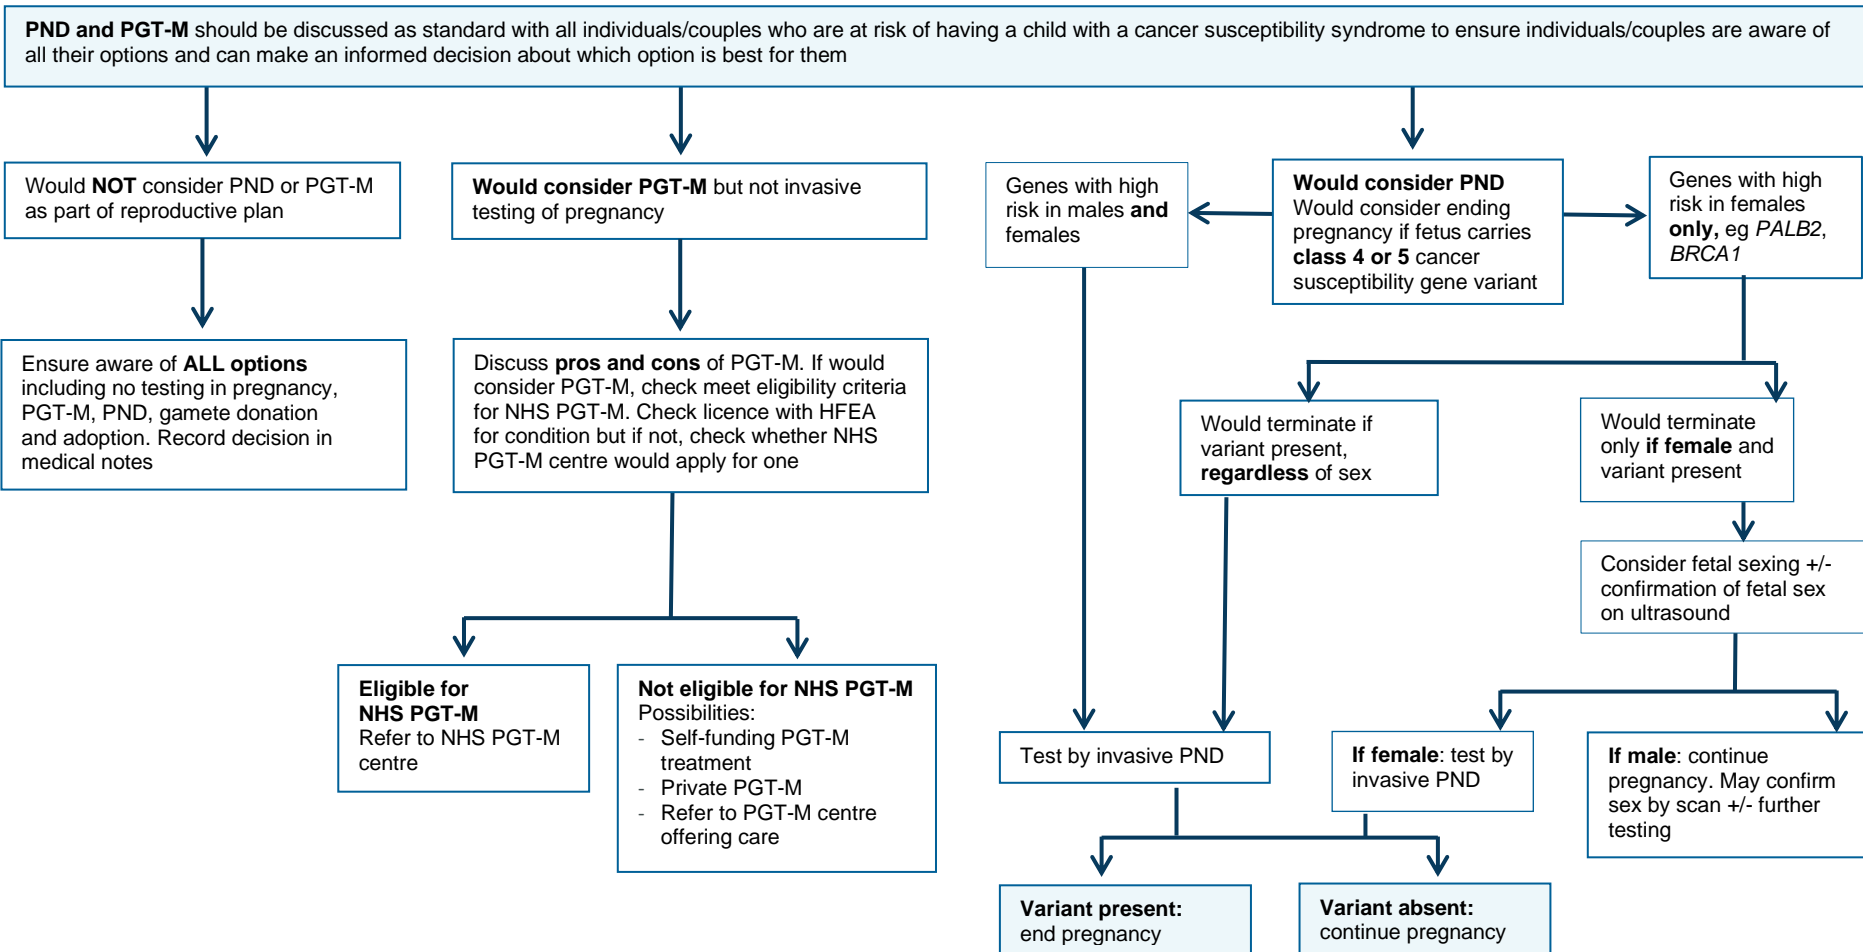 PND and PGT-M should be discussed as standard with all individuals/couples who are at risk of having a child with a cancer susceptibility syndrome to ensure individuals/couples are aware of
all their options and can make an informed decision about which option is best for them
Would NOT consider PND or PGT-M
as part of reproductive plan
Ensure aware of ALL options
including no testing in pregnancy,
PGT-M, PND, gamete donation
and adoption. Record decision in
medical notes
Would consider PGT-M but not invasive
testing of pregnancy
Discuss pros and cons of PGT-M. If would
consider PGT-M, check meet eligibility criteria
for NHS PGT-M. Check licence with HFEA
for condition but if not, check whether NHS
PGT-M centre would apply for one
Eligible for
NHS PGT-M
Refer to NHS PGT-M
centre
Not eligible for NHS PGT-M
Possibilities:
- Self-funding PGT-M
treatment
- Private PGT-M
- Refer to PGT-M centre
offering care
Would consider PND
Would consider ending
pregnancy if fetus carries
class 4 or 5 cancer
susceptibility gene variant
Genes with high
risk in males and
females
Genes with high
risk in females
only, eg PALB2,
BRCA1
Would terminate if
variant present,
regardless of sex
Would terminate
only if female and
variant present
Consider fetal sexing +/-
confirmation of fetal sex
on ultrasound
Test by invasive PND
If female: test by
invasive PND
If male: continue
pregnancy. May confirm
sex by scan +/- further
testing
Variant present:
end pregnancy
Variant absent:
continue pregnancy